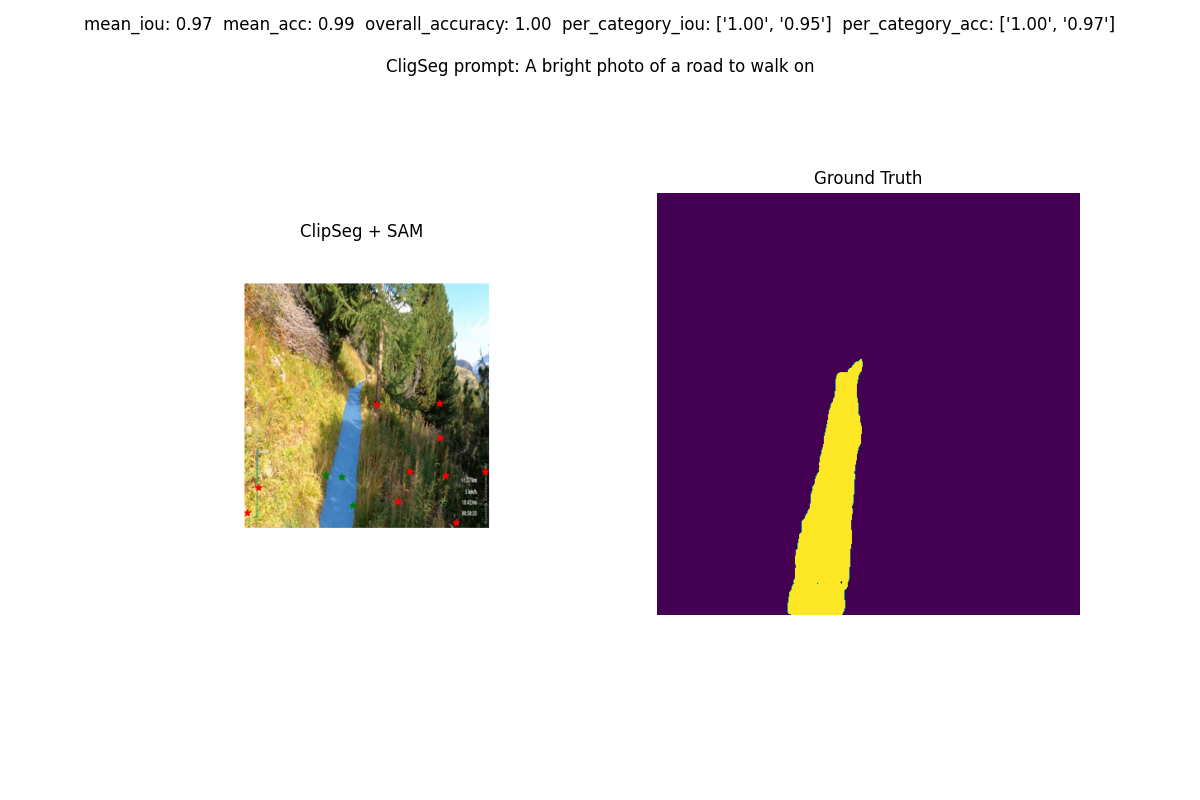 mean_iou: 0.97  mean_acc: 0.99  overall_accuracy: 1.00  per_category_iou: ['1.00', '0.95']  per_category_acc: ['1.00', '0.97']
CligSeg prompt: A bright photo of a road to walk on
Ground Truth
ClipSeg + SAM